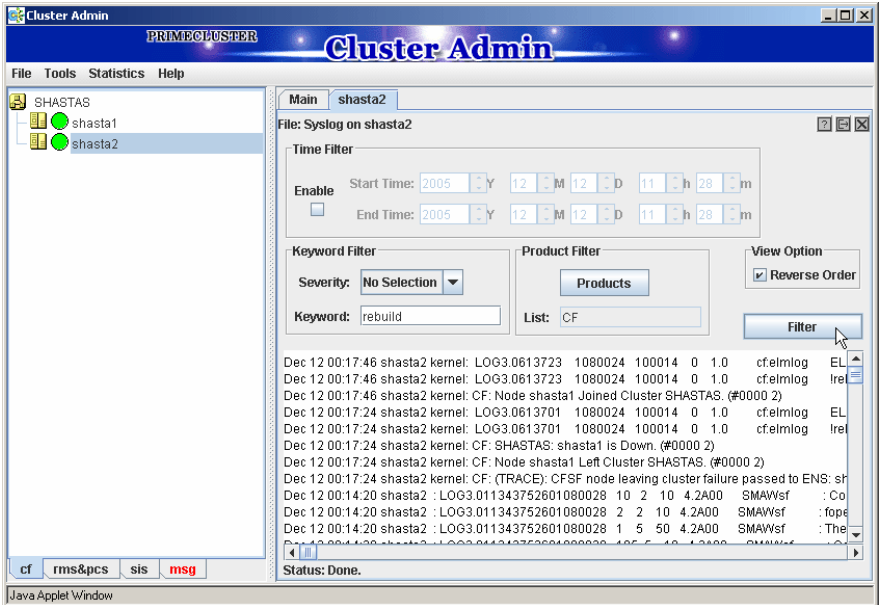 Cluster Admin
PRIMECLUSTER
Cluster Admin
File Tools Statistics Help
SHASTAS
shasta1
shasta2
Main shasta2
File: Syslog on shasta2
Time Filter
Enable
Start Time: 2005 Y 12 M 12 D 11 h 28 m
End Time: 2005 Y 12 M 12 D 11 h 28 m
Keyword Filter
Severity: No Selection
Keyword: rebuild
Product Filter
Products
List: CF
View Option
Reverse Order
Filter
Dec 12 00:17:46 shasta2 kernel: LOG3.0613723 1080024 100014 0 1.0 cf:elmlog EL
Dec 12 00:17:46 shasta2 kernel: LOG3.0613723 1080024 100014 0 1.0 cf:elmlog !rel
Dec 12 00:17:46 shasta2 kernel: CF: Node shasta1 Joined Cluster SHASTAS. (#0000 2)
Dec 12 00:17:24 shasta2 kernel: LOG3.0613701 1080024 100014 0 1.0 cf:elmlog EL
Dec 12 00:17:24 shasta2 kernel: LOG3.0613701 1080024 100014 0 1.0 cf:elmlog !rel
Dec 12 00:17:24 shasta2 kernel: CF: SHASTAS: shasta1 is Down. (#0000 2)
Dec 12 00:17:24 shasta2 kernel: CF: Node shasta1 Left Cluster SHASTAS. (#0000 2)
Dec 12 00:17:24 shasta2 kernel: CF: (TRACE): CFSF node leaving cluster failure passed to ENS: sh
Dec 12 00:14:20 shasta2 : LOG3.011343752601080028 10 2 10 4.2A00 SMAWsf : Co
Dec 12 00:14:20 shasta2 : LOG3.011343752601080028 2 2 10 4.2A00 SMAWsf : fope
Dec 12 00:14:20 shasta2 : LOG3.011343752601080028 1 5 50 4.2A00 SMAWsf : The
Status: Done.
cf rms&pcs sis msg
Java Applet Window